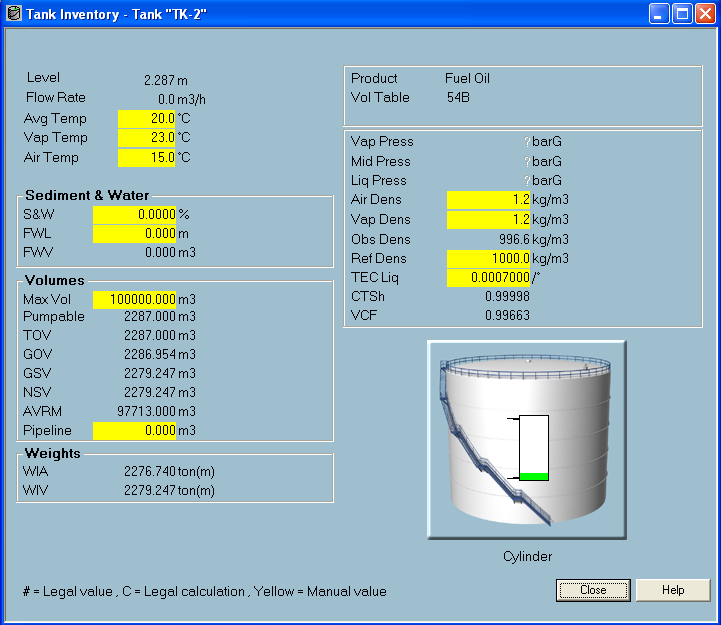 Tank Inventory - Tank "TK-2"
Level 2.287 m
Flow Rate 0.0 m3/h
Avg Temp 20.0 °C
Vap Temp 23.0 °C
Air Temp 15.0 °C
Sediment & Water
S&W 0.0000 %
FWL 0.000 m
FWV 0.000 m3
Volumes
Max Vol 100000.000 m3
Pumpable 2287.000 m3
TOV 2287.000 m3
GOV 2286.954 m3
GSV 2279.247 m3
NSV 2279.247 m3
AVRM 97713.000 m3
Pipeline 0.000 m3
Weights
WIA 2276.740 ton(m)
WIV 2279.247 ton(m)
Product Fuel Oil
Vol Table 54B
Vap Press ? barG
Mid Press ? barG
Liq Press ? barG
Air Dens 1.2 kg/m3
Vap Dens 1.2 kg/m3
Obs Dens 996.6 kg/m3
Ref Dens 1000.0 kg/m3
TEC Liq 0.0007000 /°
CTSh 0.99998
VCF 0.99663
Cylinder
# = Legal value , C = Legal calculation , Yellow = Manual value
Close Help